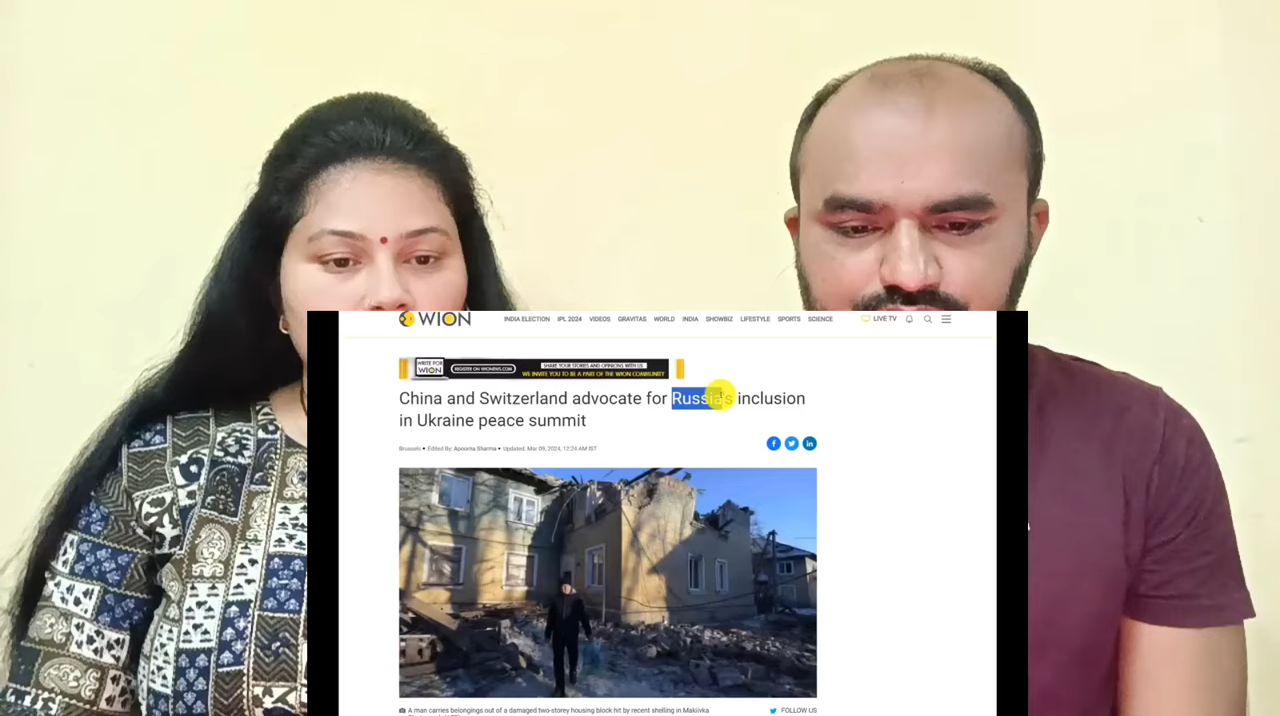 WION
INDIA ELECTION IPL 2024 VIDEOS GRAVITAS WORLD INDIA SHOWBIZ LIFESTYLE SPORTS SCIENCE
LIVE TV
WRITE FOR
WION
REGISTER ON WIONEWS.COM
SHARE YOUR STORIES AND OPINIONS WITH US
WE INVITE YOU TO BE A PART OF THE WION COMMUNITY
China and Switzerland advocate for Russia's inclusion
in Ukraine peace summit
Brussels • Edited By: Apoorna Sharma • Updated: Mar 09, 2024, 12:24 AM IST
A man carries belongings out of a damaged two-storey housing block hit by recent shelling in Makiivka
FOLLOW US